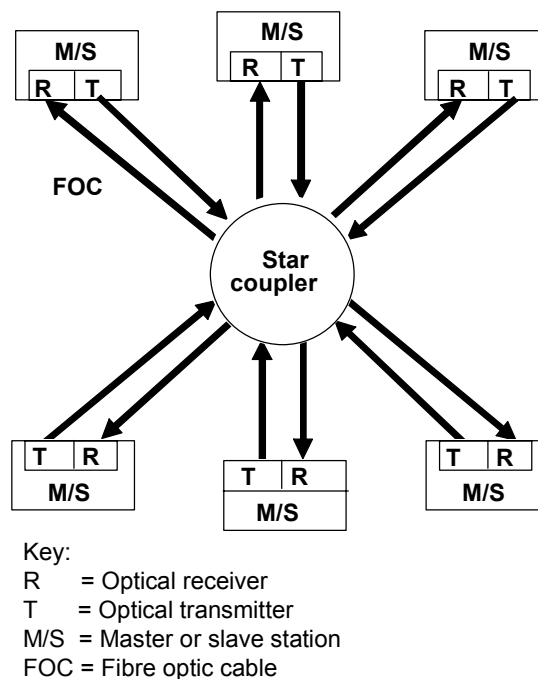 M/S
R T
M/S
R T
M/S
R T
FOC
Star
coupler
T R
M/S
T R
M/S
T R
M/S
Key:
R = Optical receiver
T = Optical transmitter
M/S = Master or slave station
FOC = Fibre optic cable